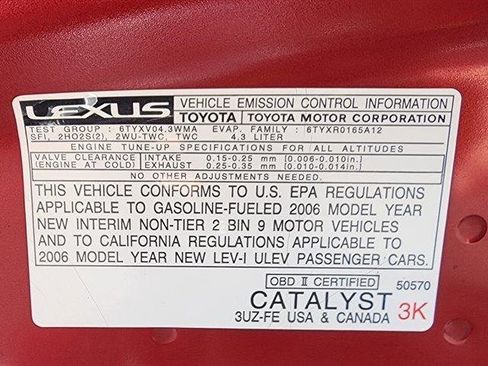 LEXUS VEHICLE EMISSION CONTROL INFORMATION
TOYOTA TOYOTA MOTOR CORPORATION
TEST GROUP : 6TYXV04.3WMA EVAP. FAMILY : 6TYXR0165A12
SFI, 2HO2S(2), 2WU-TWC, TWC 4.3 LITER
ENGINE TUNE-UP SPECIFICATIONS FOR ALL ALTITUDES
VALVE CLEARANCE INTAKE 0.15-0.25 mm [0.006-0.010in.]
(ENGINE AT COLD) EXHAUST 0.25-0.35 mm [0.010-0.014in.]
NO OTHER ADJUSTMENTS NEEDED.
THIS VEHICLE CONFORMS TO U.S. EPA REGULATIONS
APPLICABLE TO GASOLINE-FUELED 2006 MODEL YEAR
NEW INTERIM NON-TIER 2 BIN 9 MOTOR VEHICLES
AND TO CALIFORNIA REGULATIONS APPLICABLE TO
2006 MODEL YEAR NEW LEV-I ULEV PASSENGER CARS.
OBD II CERTIFIED 50570
CATALYST 3K
3UZ-FE USA & CANADA